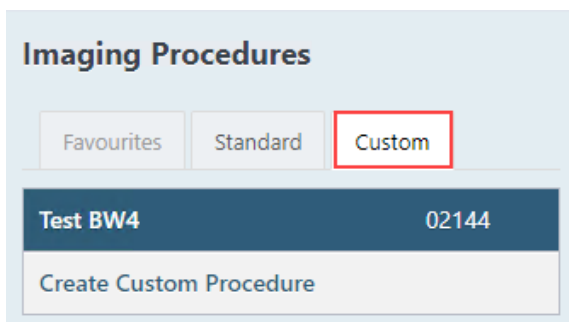 Imaging Procedures
Favourites Standard Custom
Test BW4 02144
Create Custom Procedure